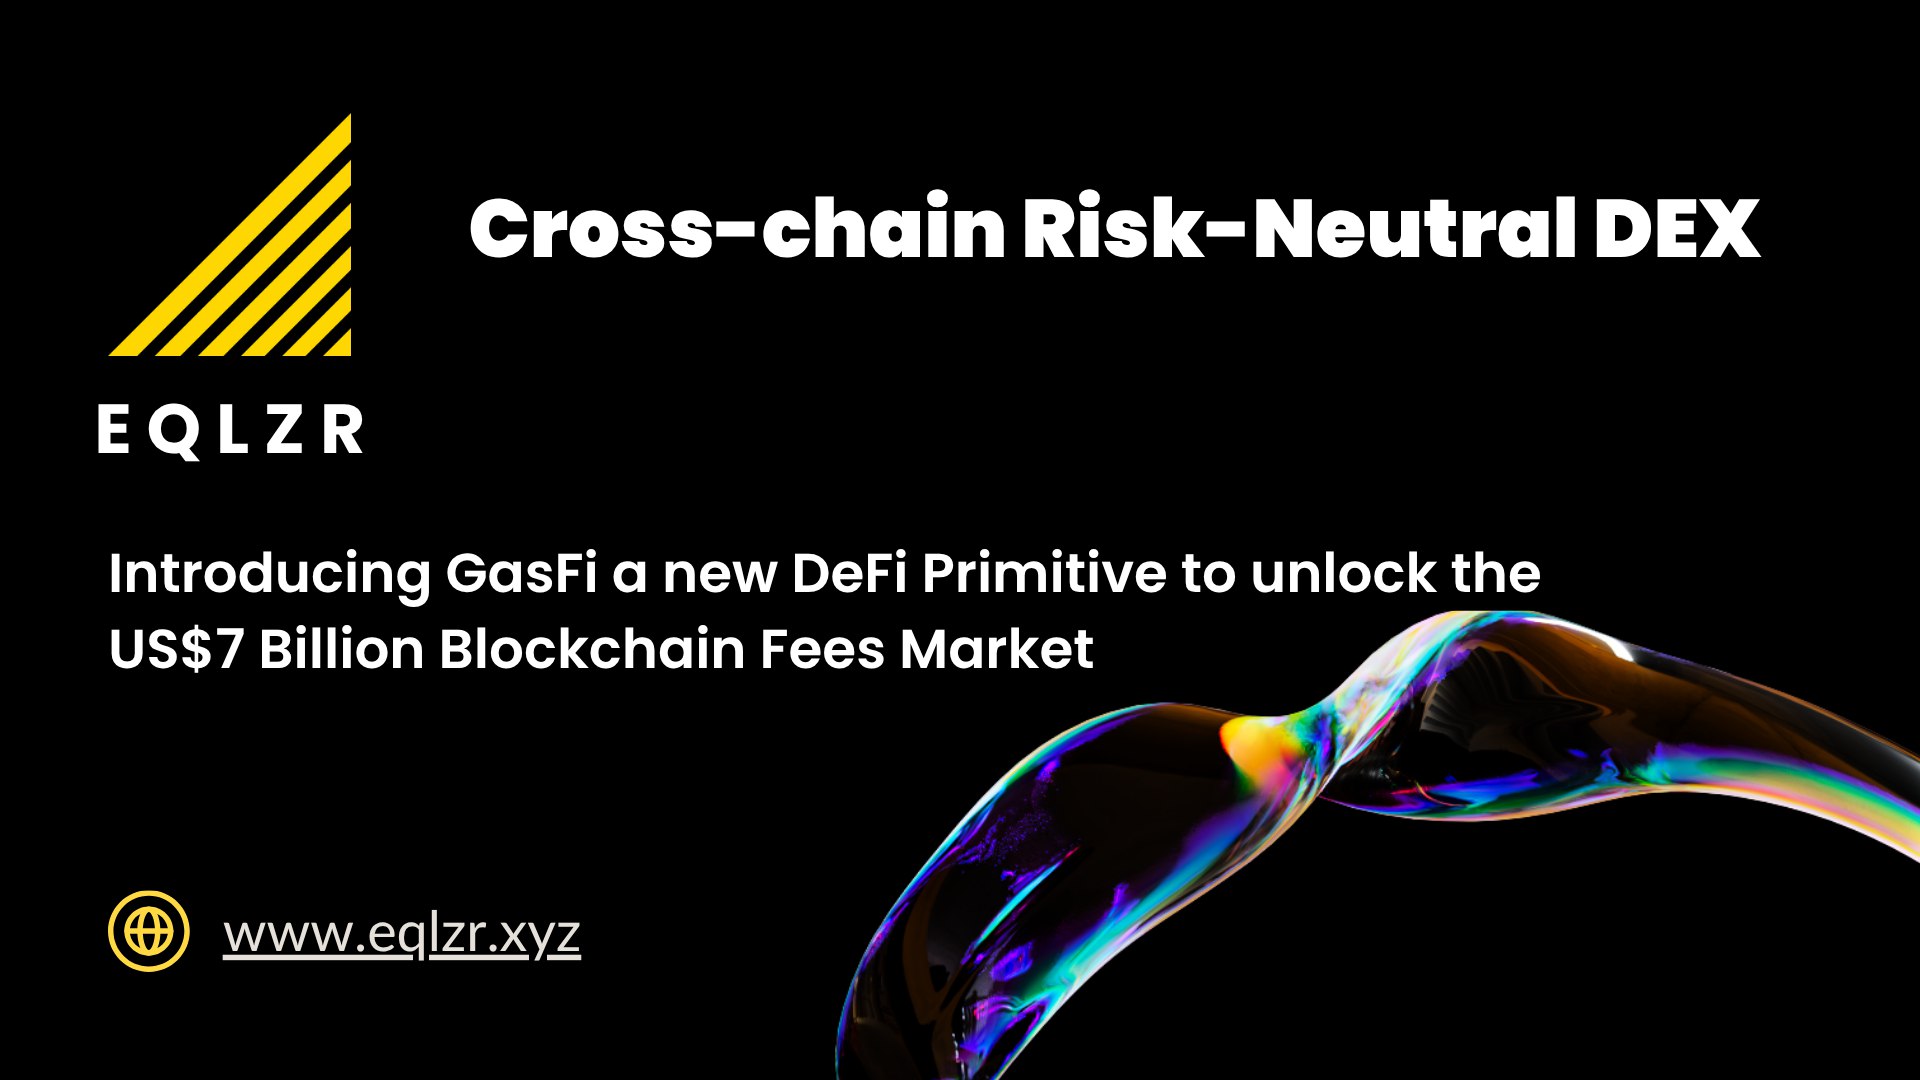 Cross-chain Risk-Neutral DEX
EQLZR
Introducing GasFi a new DeFi Primitive to unlock the
US$7 Billion Blockchain Fees Market
www.eqlzr.xyz